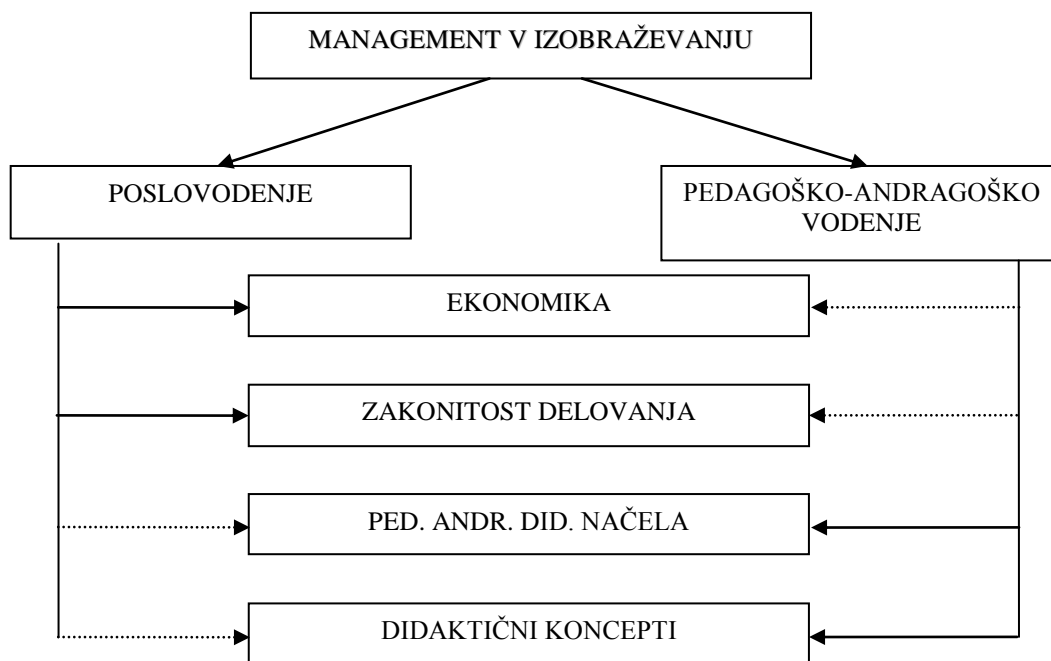 MANAGEMENT V IZOBRAŽEVANJU
POSLOVODENJE
PEDAGOŠKO-ANDRAGOŠKO
VODENJE
EKONOMIKA
ZAKONITOST DELOVANJA
PED. ANDR. DID. NAČELA
DIDAKTIČNI KONCEPTI